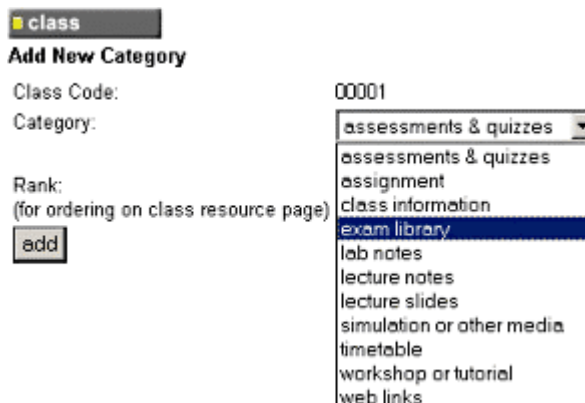 class
Add New Category
Class Code: 00001
Category: assessments & quizzes
assessments & quizzes
assignment
Rank:
(for ordering on class resource page)
class information
exam library
add
lab notes
lecture notes
lecture slides
simulation or other media
timetable
workshop or tutorial
web links